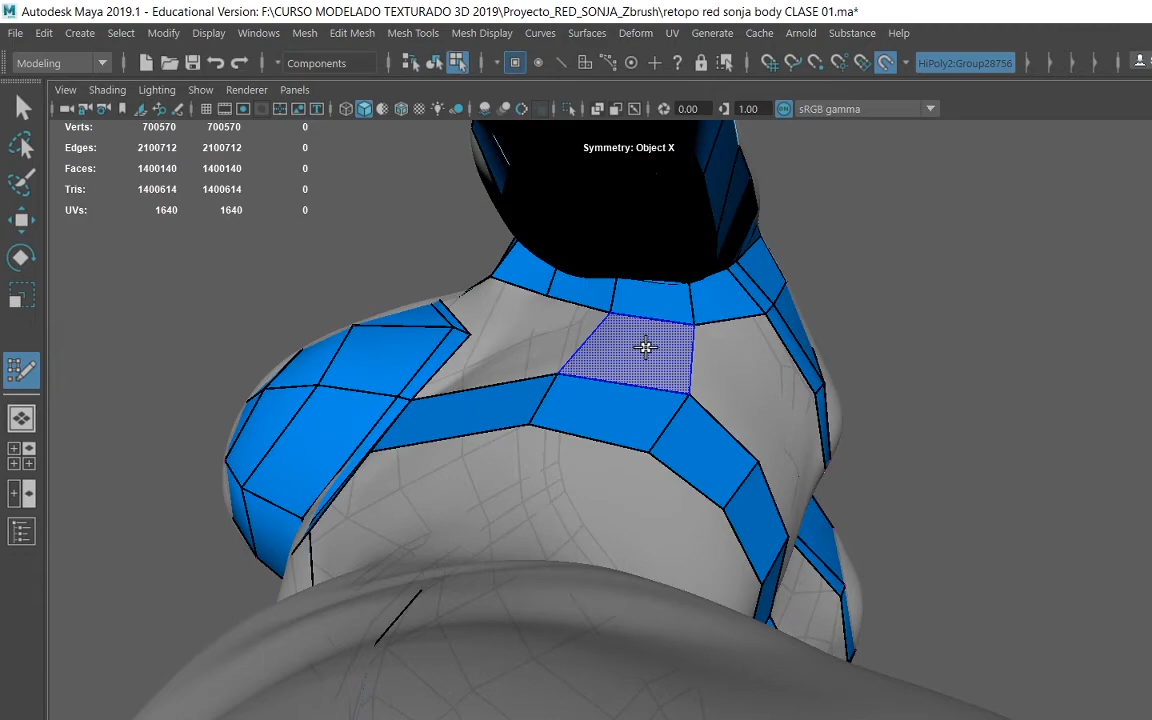 Autodesk Maya 2019.1 - Educational Version: F:\CURSO MODELADO TEXTURADO 3D 2019\Proyecto_RED_SONJA_Zbrush\retopo red sonja body CLASE 01.ma*
File Edit Create Select Modify Display Windows Mesh Edit Mesh Mesh Tools Mesh Display Curves Surfaces Deform UV Generate Cache Arnold Substance Help
Modeling Components HiPoly2:Group28756
View Shading Lighting Show Renderer Panels
0.00 1.00 sRGB gamma
Verts: 700570 700570 0
Edges: 2100712 2100712 0
Faces: 1400140 1400140 0
Tris: 1400614 1400614 0
UVs: 1640 1640 0
Symmetry: Object X